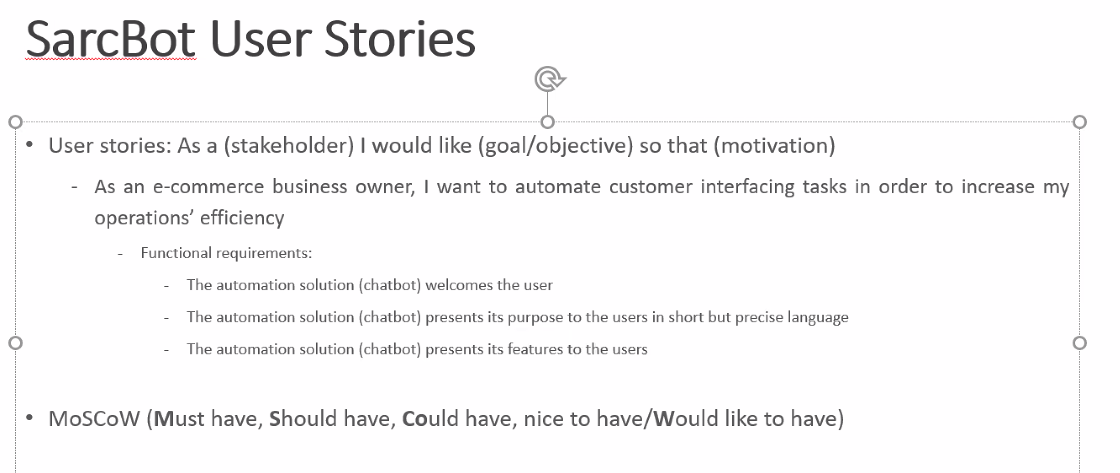 SarcBot User Stories
• User stories: As a (stakeholder) I would like (goal/objective) so that (motivation)
- As an e-commerce business owner, I want to automate customer interfacing tasks in order to increase my
operations’ efficiency
- Functional requirements:
- The automation solution (chatbot) welcomes the user
- The automation solution (chatbot) presents its purpose to the users in short but precise language
- The automation solution (chatbot) presents its features to the users
• MoSCoW (Must have, Should have, Could have, nice to have/Would like to have)